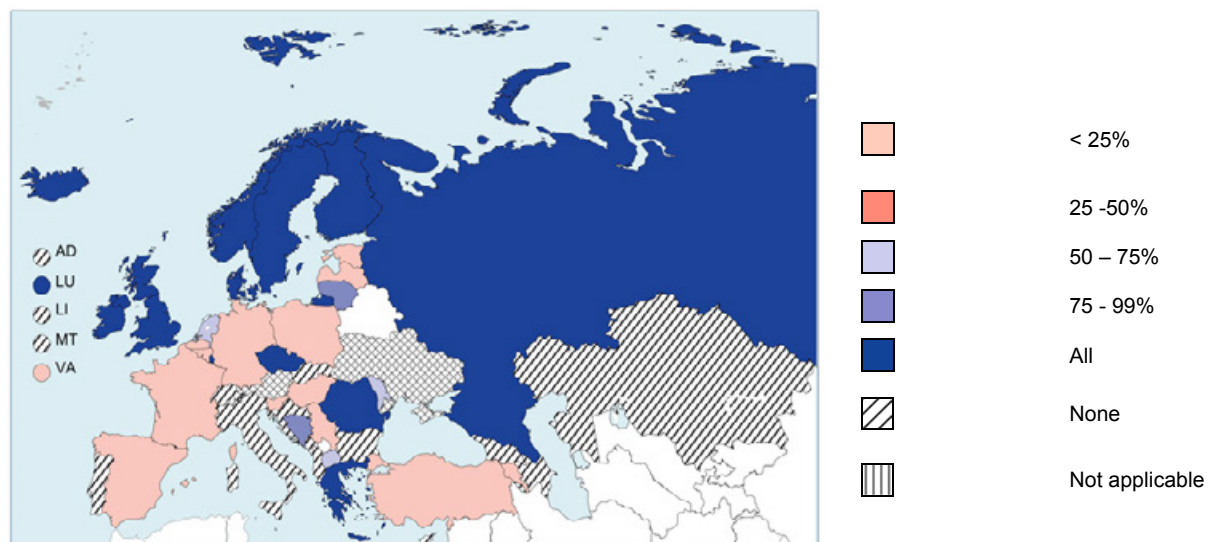 AD
LU
LI
MT
VA
< 25%
25 -50%
50 – 75%
75 - 99%
All
None
Not applicable